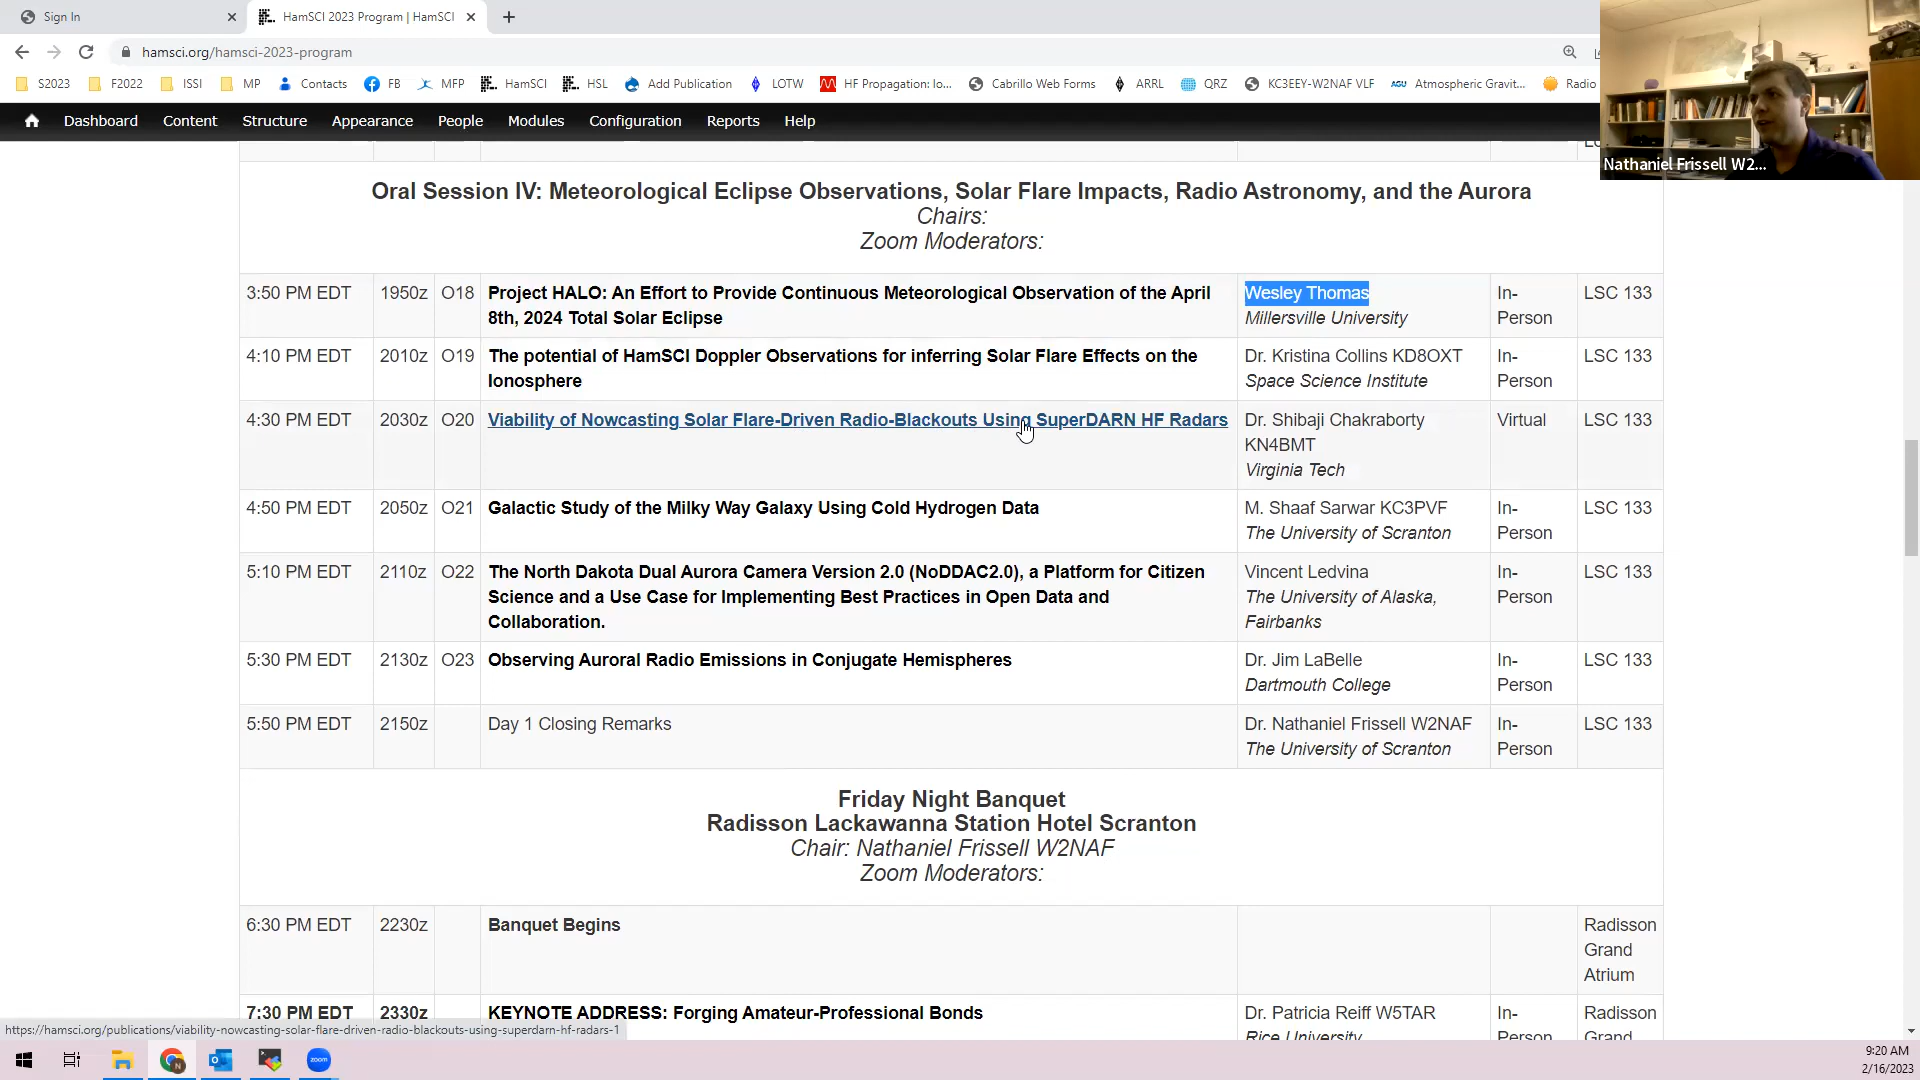 Sign In
HamSCI 2023 Program | HamSCI
hamsci.org/hamsci-2023-program
S2023 F2022 ISSI MP Contacts FB MFP HamSCI HSL Add Publication LOTW HF Propagation: Io... Cabrillo Web Forms ARRL QRZ KC3EEY-W2NAF VLF Atmospheric Gravit... Radio
Dashboard Content Structure Appearance People Modules Configuration Reports Help
Nathaniel Frissell W2...
Oral Session IV: Meteorological Eclipse Observations, Solar Flare Impacts, Radio Astronomy, and the Aurora
Chairs:
Zoom Moderators:
3:50 PM EDT 1950z O18 Project HALO: An Effort to Provide Continuous Meteorological Observation of the April Wesley Thomas In- LSC 133
8th, 2024 Total Solar Eclipse Millersville University Person
4:10 PM EDT 2010z O19 The potential of HamSCI Doppler Observations for inferring Solar Flare Effects on the Dr. Kristina Collins KD8OXT In- LSC 133
Ionosphere Space Science Institute Person
4:30 PM EDT 2030z O20 Viability of Nowcasting Solar Flare-Driven Radio-Blackouts Using SuperDARN HF Radars Dr. Shibaji Chakraborty Virtual LSC 133
KN4BMT
Virginia Tech
4:50 PM EDT 2050z O21 Galactic Study of the Milky Way Galaxy Using Cold Hydrogen Data M. Shaaf Sarwar KC3PVF In- LSC 133
The University of Scranton Person
5:10 PM EDT 2110z O22 The North Dakota Dual Aurora Camera Version 2.0 (NoDDAC2.0), a Platform for Citizen Vincent Ledvina In- LSC 133
Science and a Use Case for Implementing Best Practices in Open Data and The University of Alaska, Person
Collaboration. Fairbanks
5:30 PM EDT 2130z O23 Observing Auroral Radio Emissions in Conjugate Hemispheres Dr. Jim LaBelle In- LSC 133
Dartmouth College Person
5:50 PM EDT 2150z Day 1 Closing Remarks Dr. Nathaniel Frissell W2NAF In- LSC 133
The University of Scranton Person
Friday Night Banquet
Radisson Lackawanna Station Hotel Scranton
Chair: Nathaniel Frissell W2NAF
Zoom Moderators:
6:30 PM EDT 2230z Banquet Begins Radisson
Grand
Atrium
7:30 PM EDT 2330z KEYNOTE ADDRESS: Forging Amateur-Professional Bonds Dr. Patricia Reiff W5TAR In- Radisson
Rice University Person Grand
https://hamsci.org/publications/viability-nowcasting-solar-flare-driven-radio-blackouts-using-superdarn-hf-radars-1
zoom
9:20 AM
2/16/2023